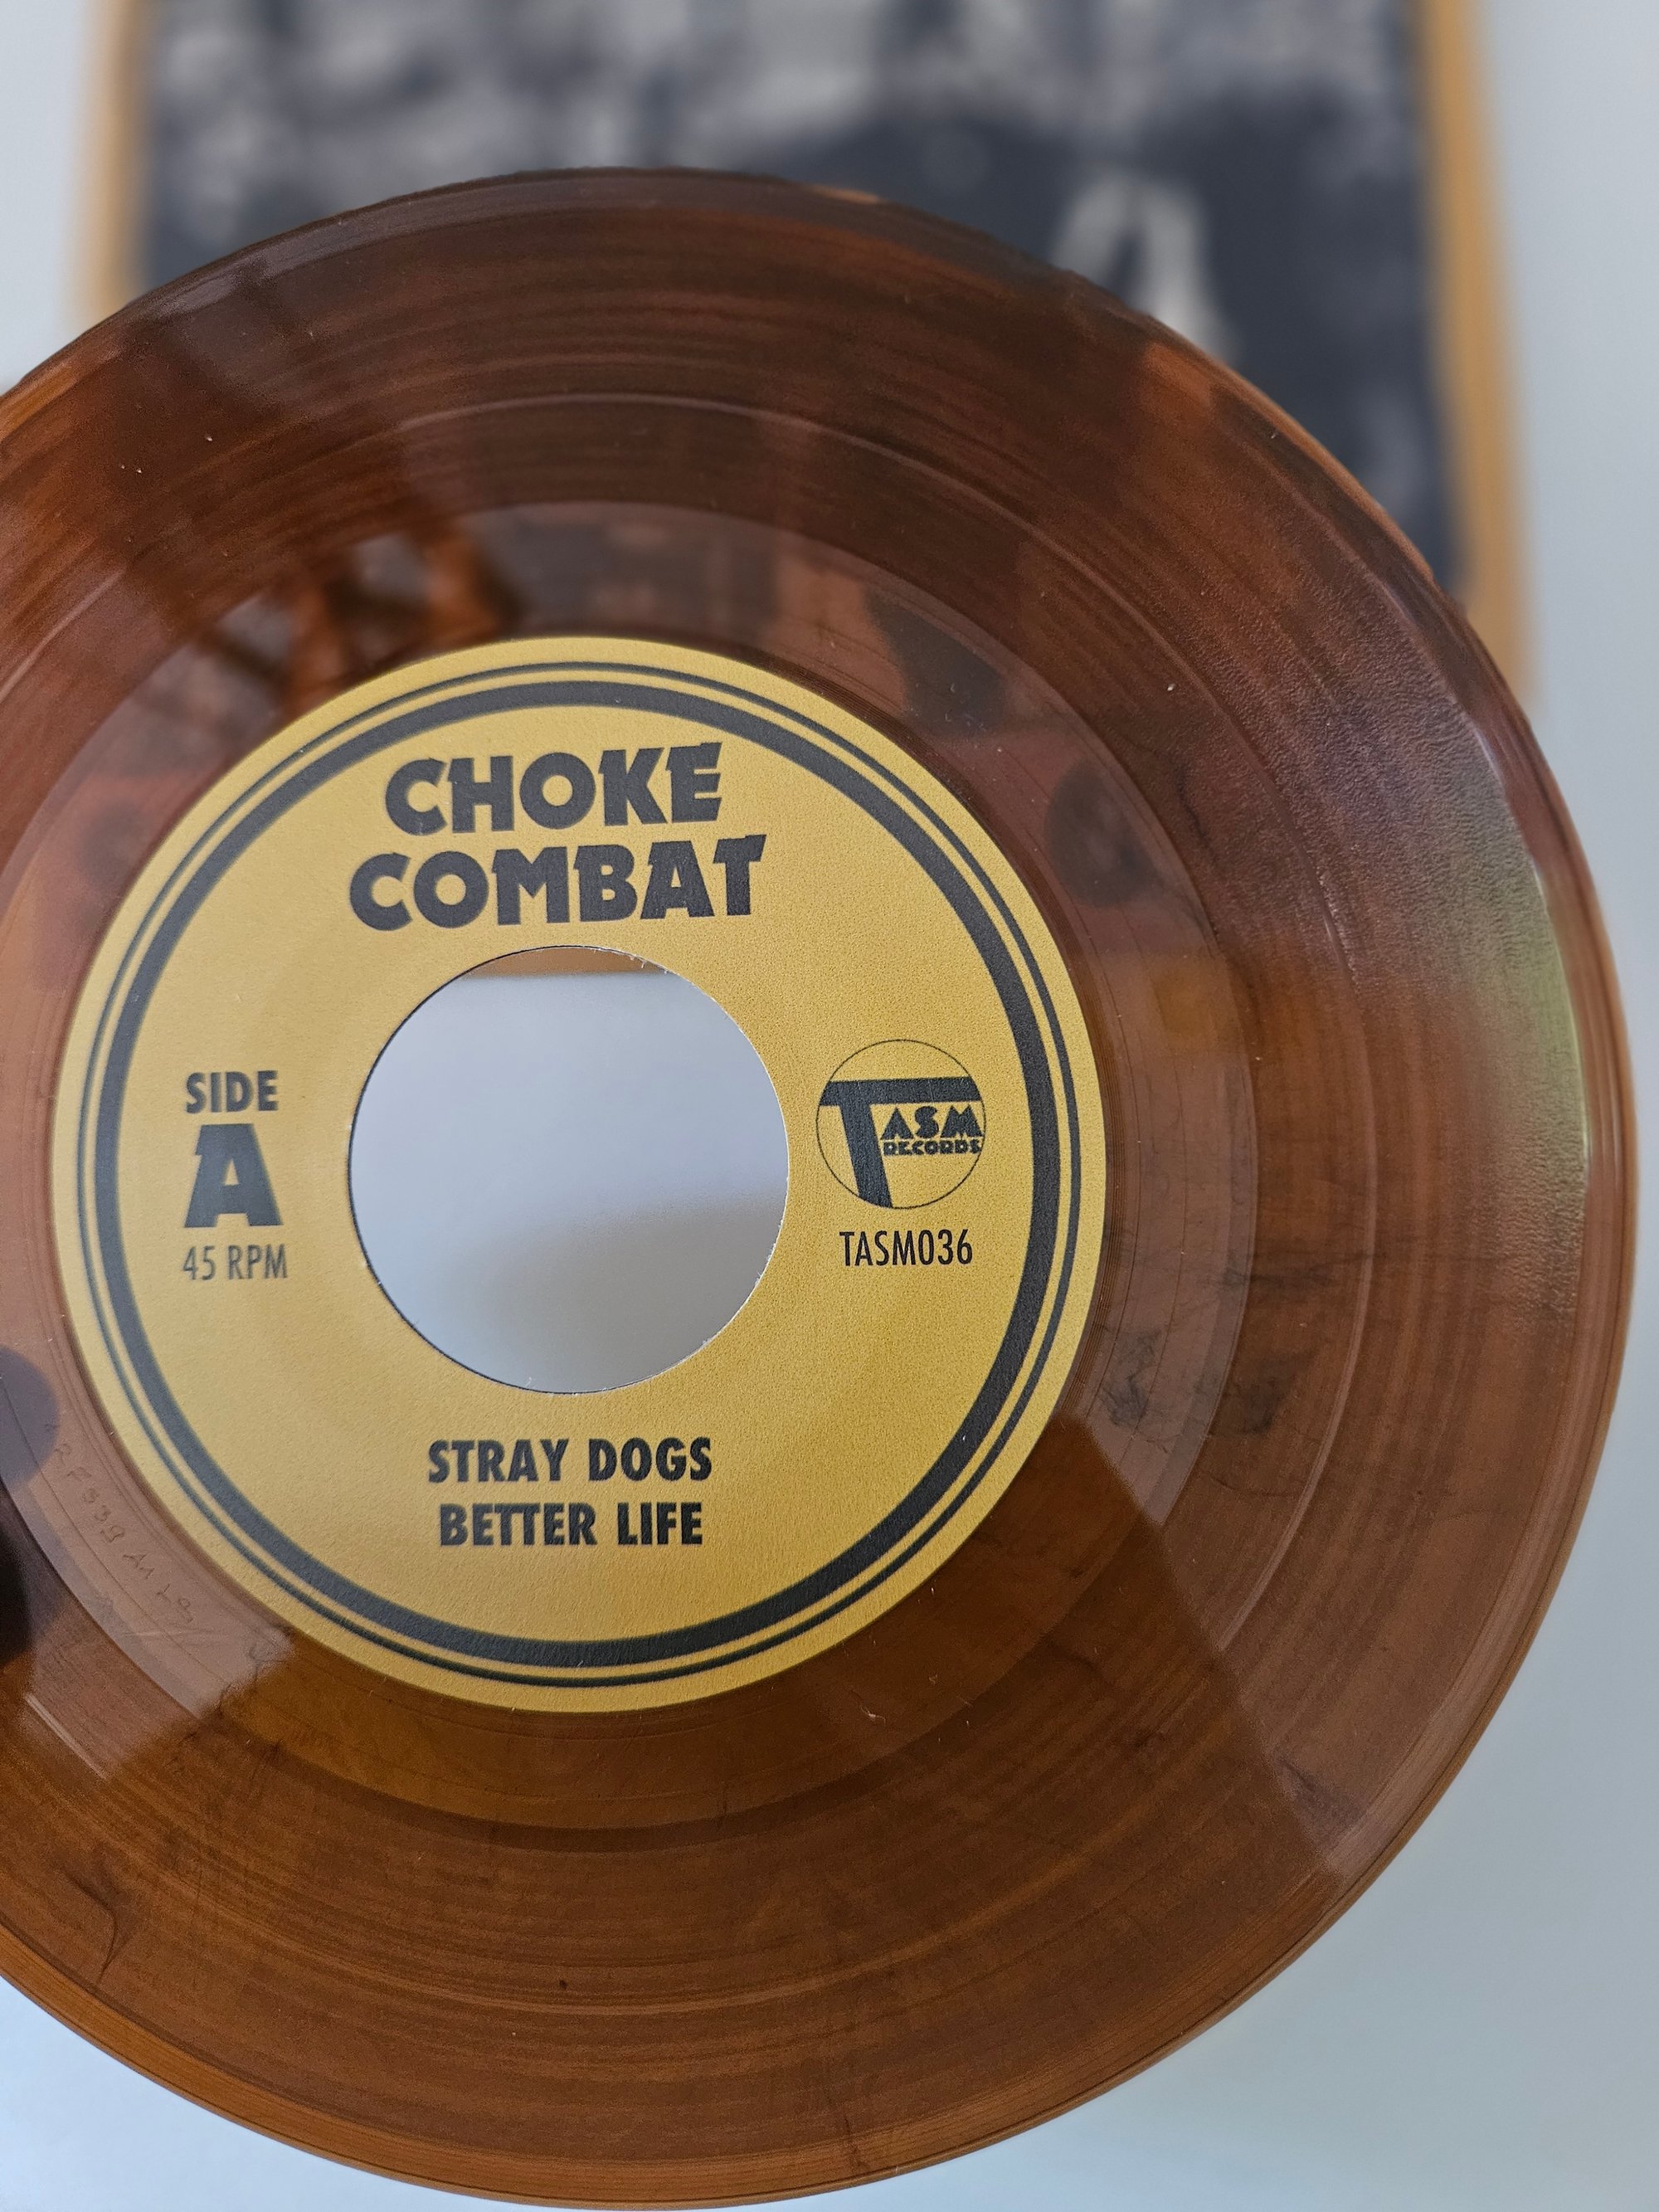 CHOKE
COMBAT
SIDE
A
45 RPM
TASM
RECORDS
TASM036
STRAY DOGS
BETTER LIFE